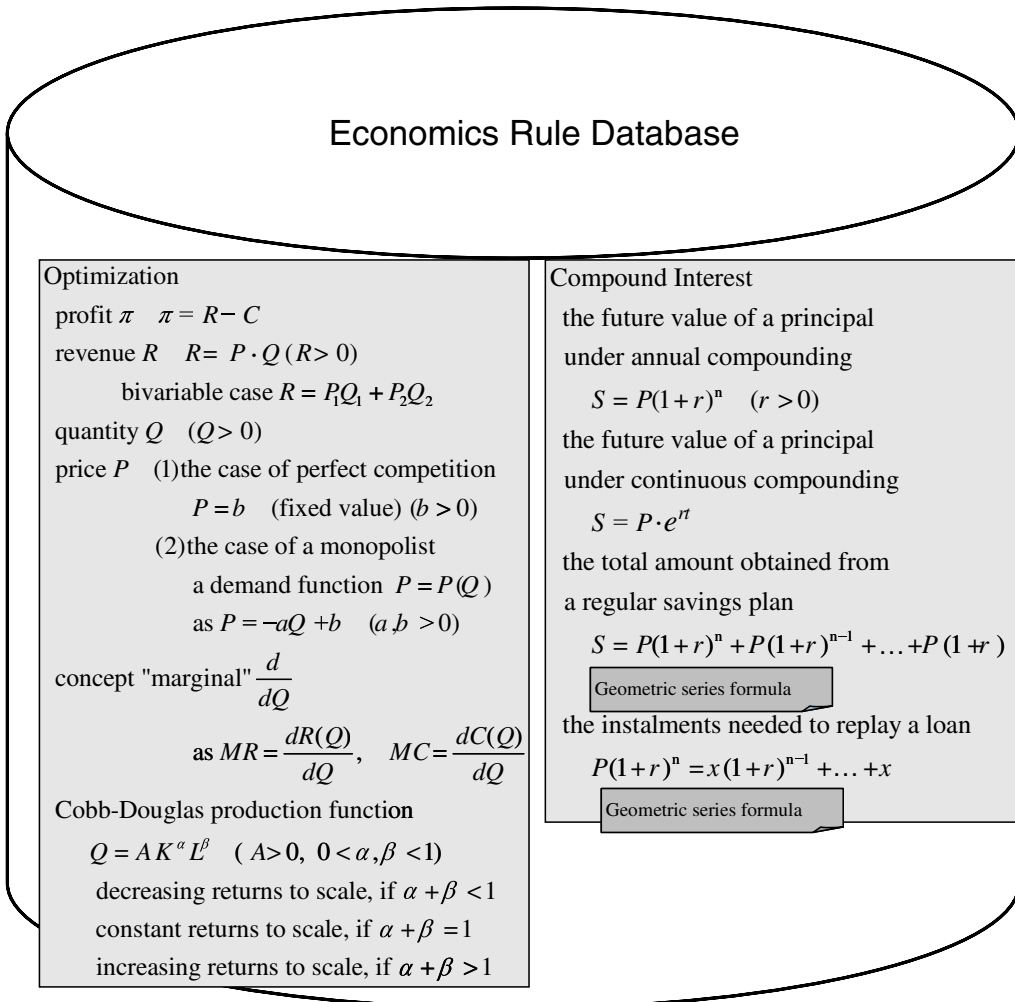 Economics Rule Database
Optimization
profit π π = R − C
revenue R R = P · Q (R > 0)
bivariable case R = P₁Q₁ + P₂Q₂
quantity Q (Q > 0)
price P (1)the case of perfect competition
P = b (fixed value) (b > 0)
(2)the case of a monopolist
a demand function P = P(Q)
as P = −aQ + b (a,b > 0)
concept "marginal" d/dQ
as MR = dR(Q)/dQ, MC = dC(Q)/dQ
Cobb-Douglas production function
Q = A K^α L^β ( A > 0, 0 < α, β < 1)
decreasing returns to scale, if α + β < 1
constant returns to scale, if α + β = 1
increasing returns to scale, if α + β > 1
Compound Interest
the future value of a principal
under annual compounding
S = P(1 + r)^n (r > 0)
the future value of a principal
under continuous compounding
S = P · e^rt
the total amount obtained from
a regular savings plan
S = P(1 + r)^n + P(1 + r)^n−1 + … + P(1 + r)
Geometric series formula
the instalments needed to replay a loan
P(1 + r)^n = x(1 + r)^n−1 + … + x
Geometric series formula